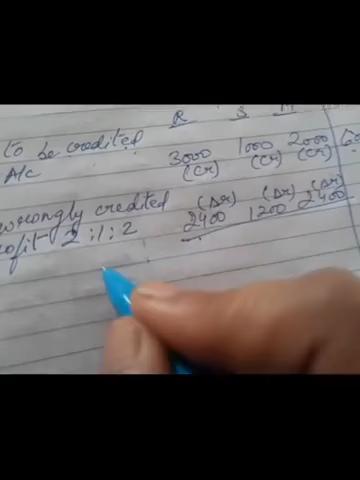 R S M
to be credited 3000 1000 2000
A/c (Cr) (Cr) (Cr)
wrongly credited (Dr) (Dr) (Dr)
ofit 2:1:2 2400 1200 2400